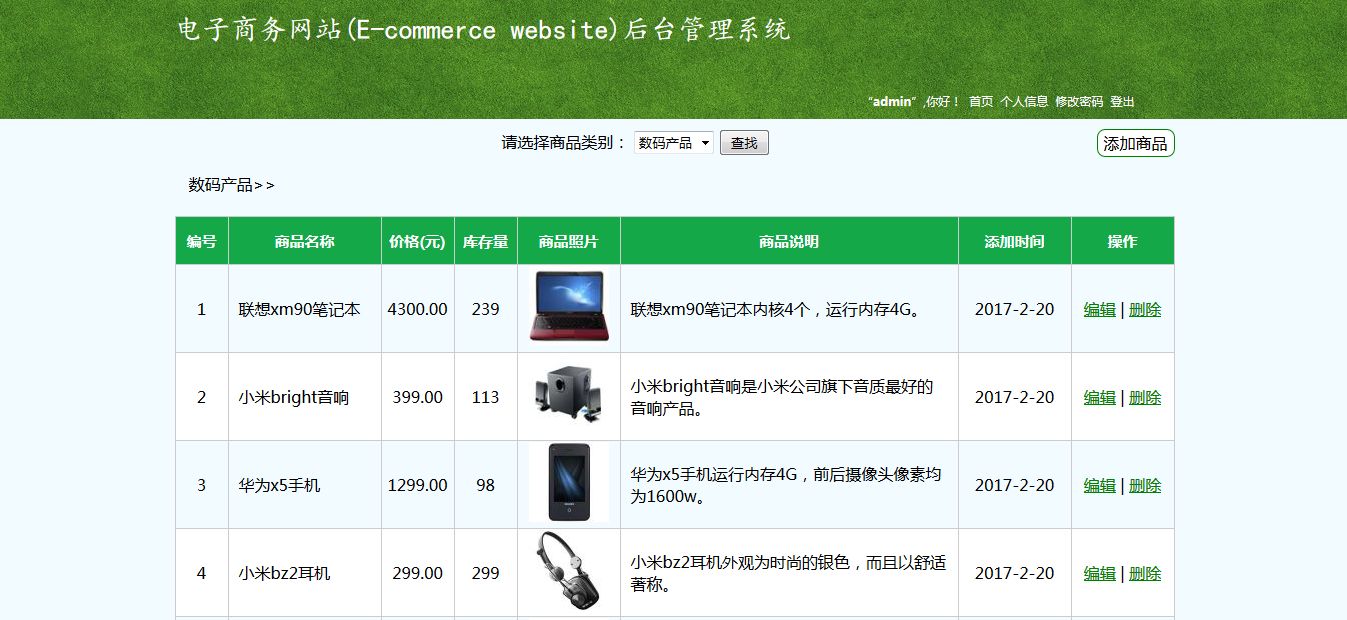 电子商务网站(E-commerce website)后台管理系统
“admin” ,你好！ 首页 个人信息 修改密码 登出
请选择商品类别： 数码产品 查找 添加商品
数码产品>>
编号 商品名称 价格(元) 库存量 商品照片 商品说明 添加时间 操作
1 联想xm90笔记本 4300.00 239 联想xm90笔记本内核4个，运行内存4G。 2017-2-20 编辑 | 删除
2 小米bright音响 399.00 113 小米bright音响是小米公司旗下音质最好的
音响产品。 2017-2-20 编辑 | 删除
3 华为x5手机 1299.00 98 华为x5手机运行内存4G，前后摄像头像素均
为1600w。 2017-2-20 编辑 | 删除
4 小米bz2耳机 299.00 299 小米bz2耳机外观为时尚的银色，而且以舒适
著称。 2017-2-20 编辑 | 删除